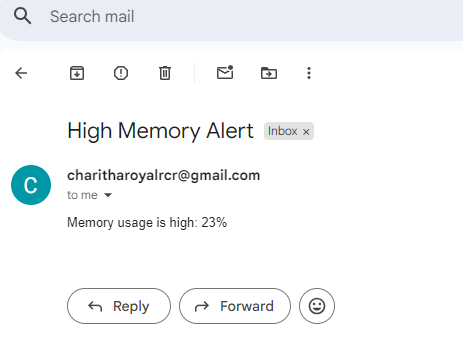 Search mail
High Memory Alert Inbox ×
C
charitharoyalrcr@gmail.com
to me
Memory usage is high: 23%
Reply Forward